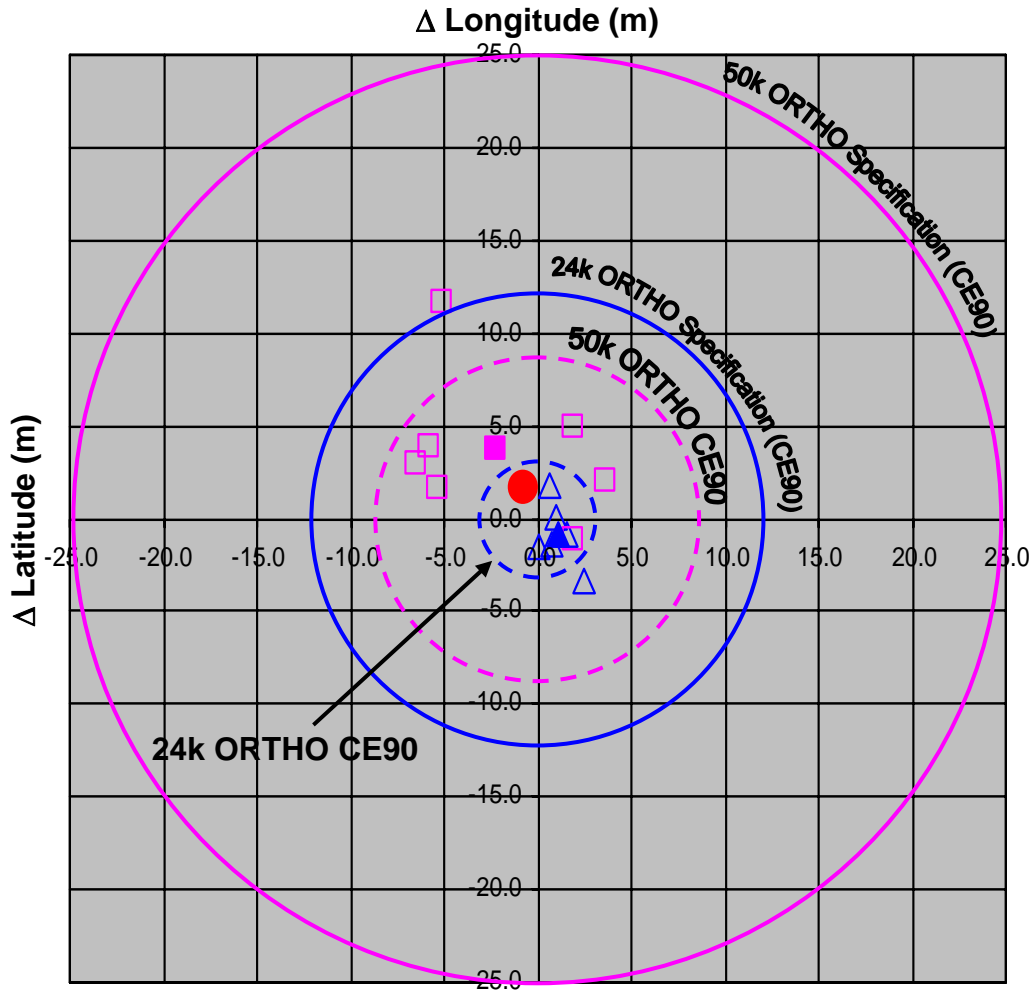 Δ Longitude (m)
25.0
50k ORTHO Specification (CE90)
20.0
15.0
24k ORTHO Specification (CE90)
10.0
50k ORTHO CE90
5.0
Δ Latitude (m)
0.0
-25.0 -20.0 -15.0 -10.0 -5.0 0.0 5.0 10.0 15.0 20.0 25.0
-5.0
-10.0
24k ORTHO CE90
-15.0
-20.0
-25.0